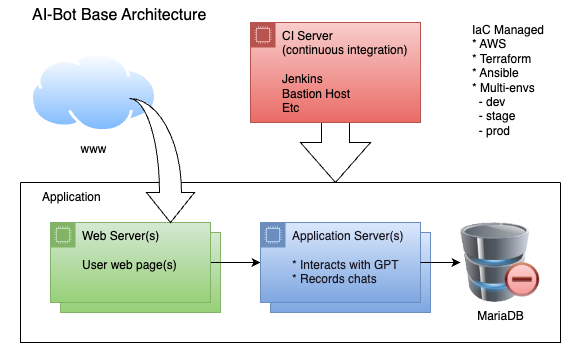 AI-Bot Base Architecture
CI Server
(continuous integration)
Jenkins
Bastion Host
Etc
IaC Managed
* AWS
* Terraform
* Ansible
* Multi-envs
- dev
- stage
- prod
www
Application
Web Server(s)
User web page(s)
Application Server(s)
* Interacts with GPT
* Records chats
MariaDB